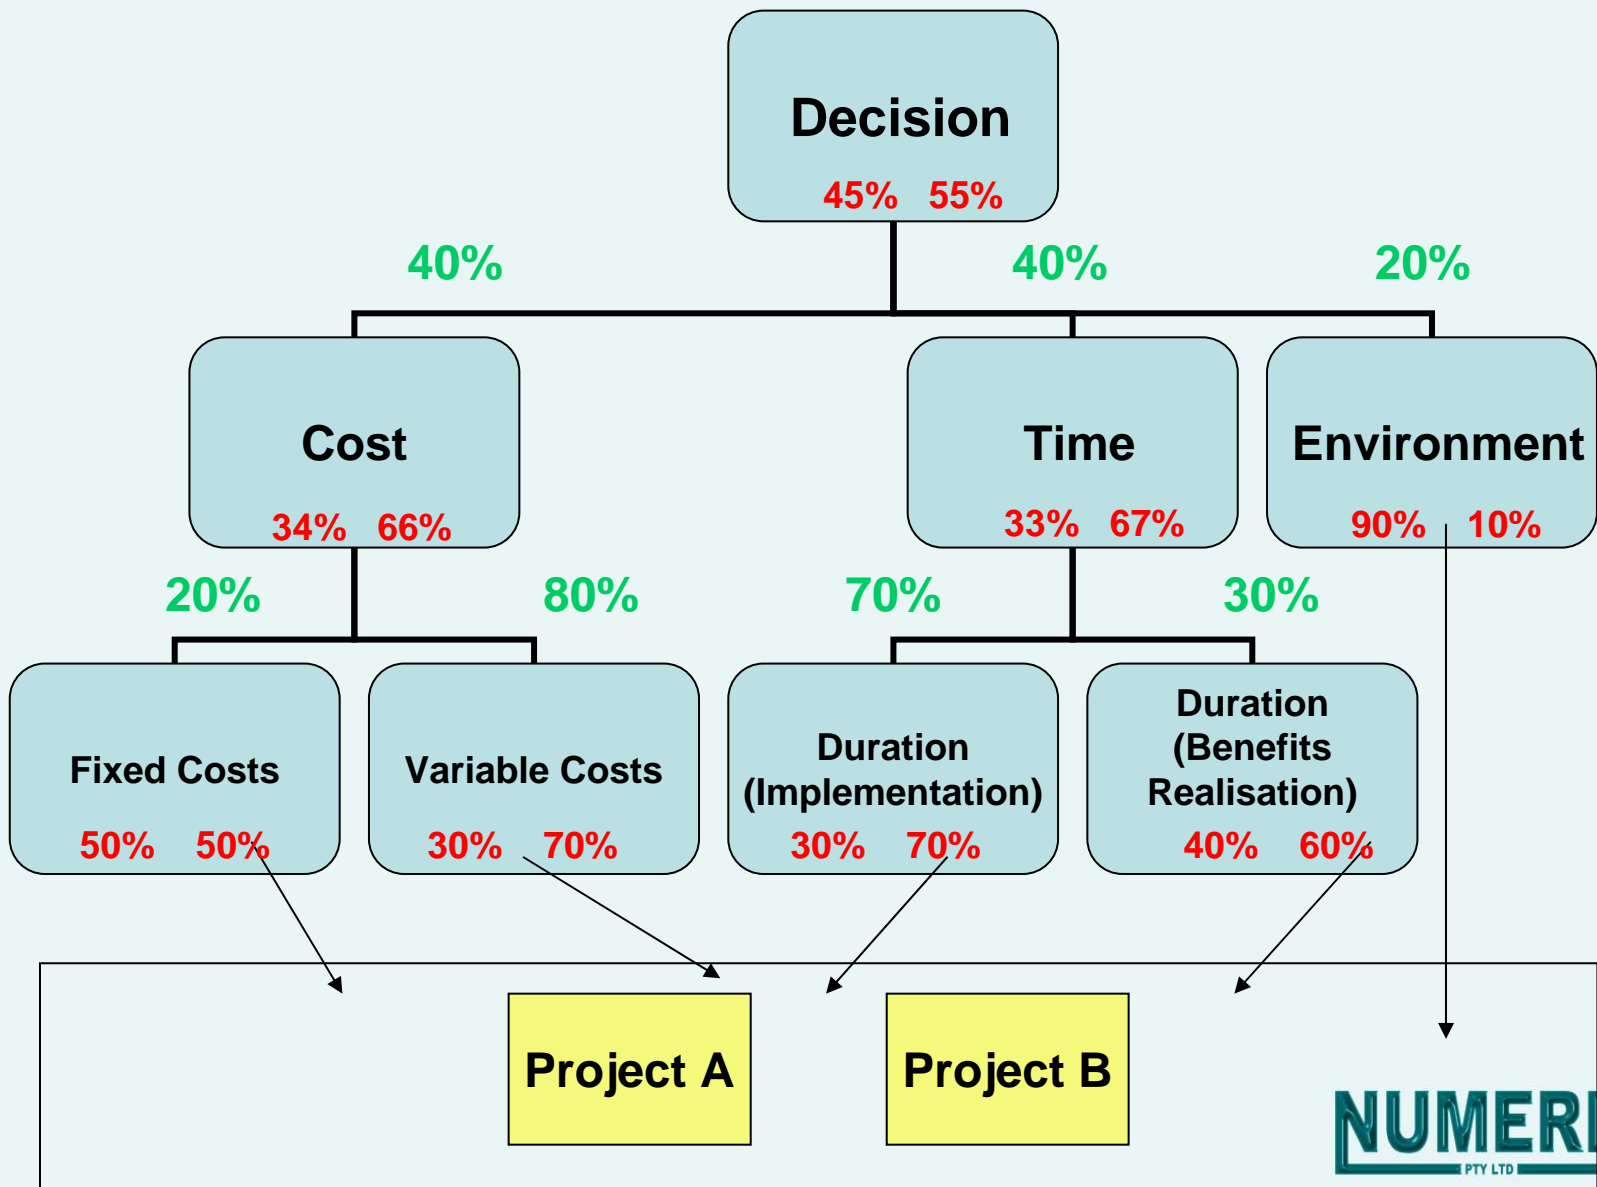 Decision
45% 55%
40% 40% 20%
Cost Time Environment
34% 66% 33% 67% 90% 10%
20% 80% 70% 30%
Fixed Costs
50% 50%
Variable Costs
30% 70%
Duration
(Implementation)
30% 70%
Duration
(Benefits
Realisation)
40% 60%
Project A Project B
PTY LTD